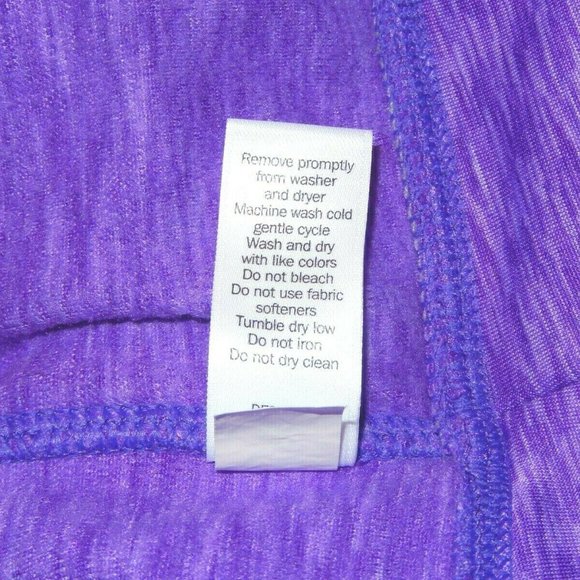 Remove promptly
from washer
and dryer
Machine wash cold
gentle cycle
Wash and dry
with like colors
Do not bleach
Do not use fabric
softeners
Tumble dry low
Do not iron
Do not dry clean